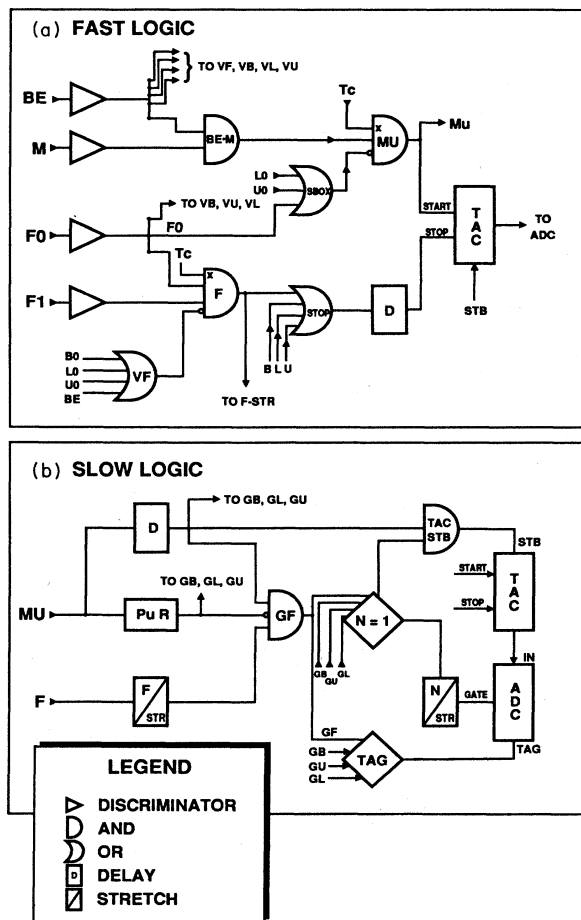 (a) FAST LOGIC
BE
TO VF, VB, VL, VU
M
BE-M
Tc
x
MU
Mu
L0
U0
SBOX
TO VB, VU, VL
F0
F0
Tc
x
F
F1
STOP
D
START
STOP
TAC
TO
ADC
STB
B0
L0
U0
BE
VF
B L U
TO F-STR
(b) SLOW LOGIC
TO GB, GL, GU
D
TAC
STB
STB
TO GB, GL, GU
MU
Pu R
GF
N = 1
START
STOP
TAC
GB
GU
GL
IN
F
F
STR
N
STR
GATE
ADC
TAG
GF
GB
GU
GL
TAG
LEGEND
DISCRIMINATOR
AND
OR
D
DELAY
STRETCH